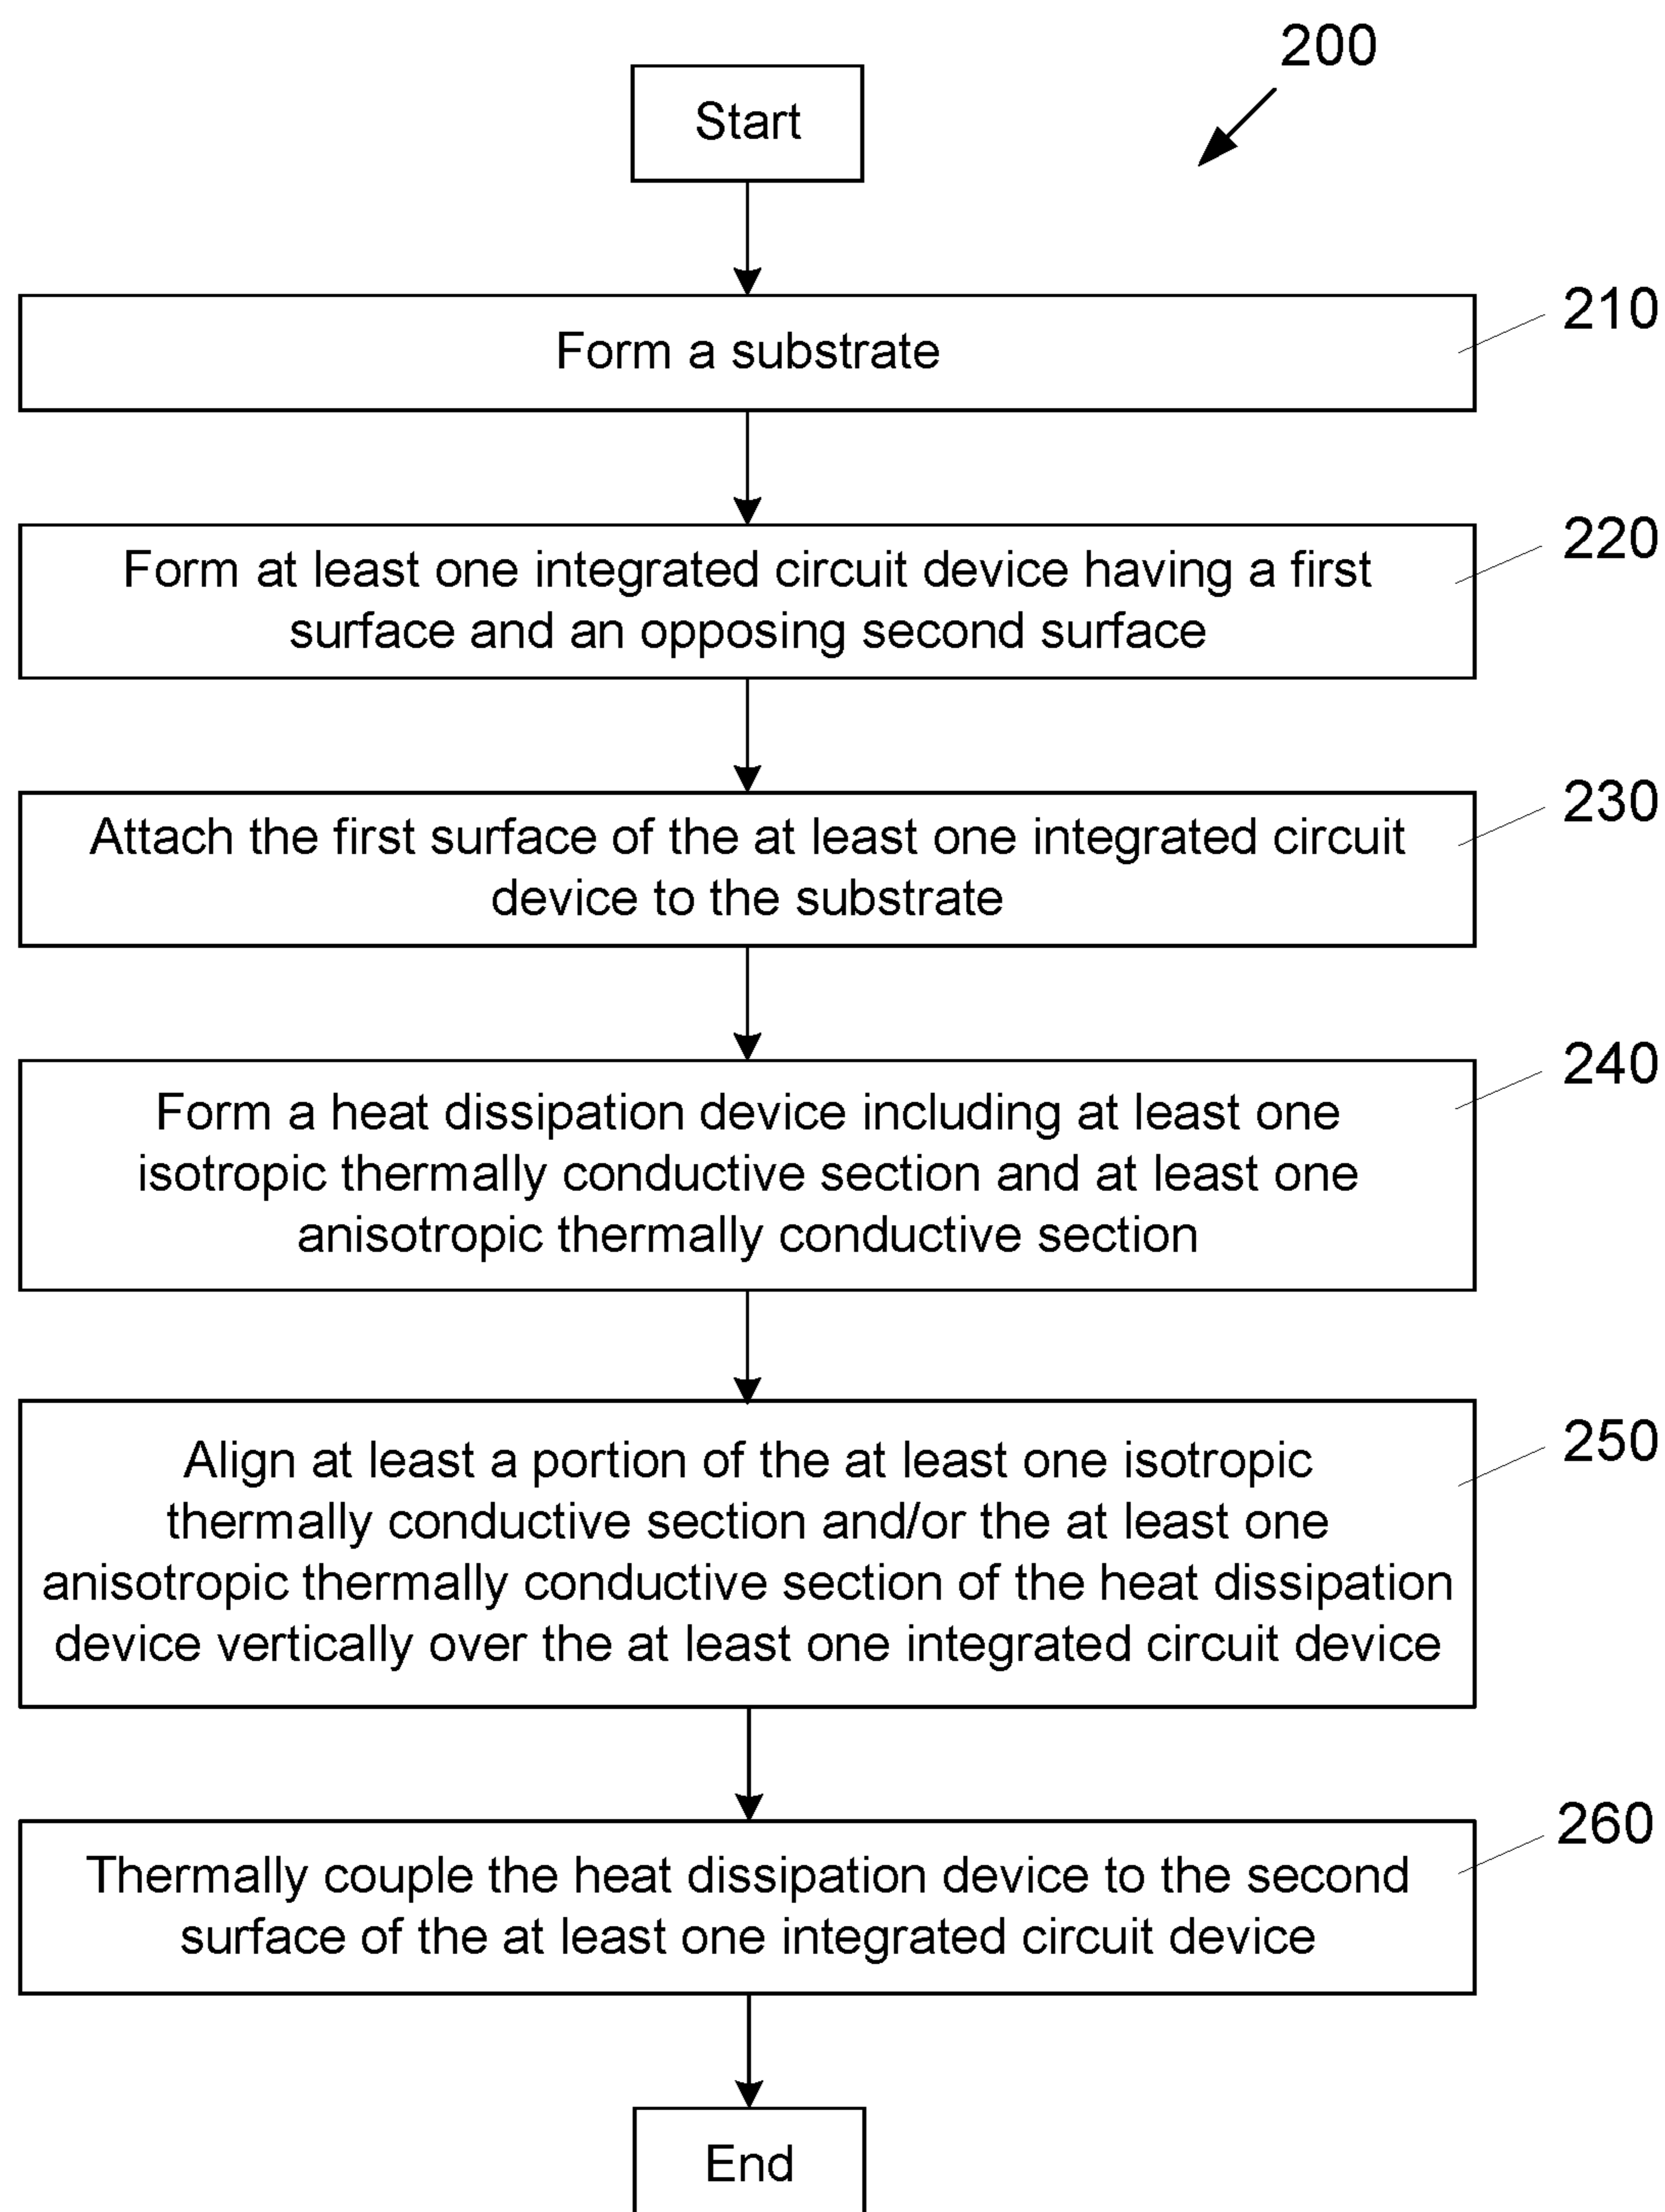 200
Start
210
Form a substrate
220
Form at least one integrated circuit device having a first
surface and an opposing second surface
230
Attach the first surface of the at least one integrated circuit
device to the substrate
240
Form a heat dissipation device including at least one
isotropic thermally conductive section and at least one
anisotropic thermally conductive section
250
Align at least a portion of the at least one isotropic
thermally conductive section and/or the at least one
anisotropic thermally conductive section of the heat dissipation
device vertically over the at least one integrated circuit device
260
Thermally couple the heat dissipation device to the second
surface of the at least one integrated circuit device
End